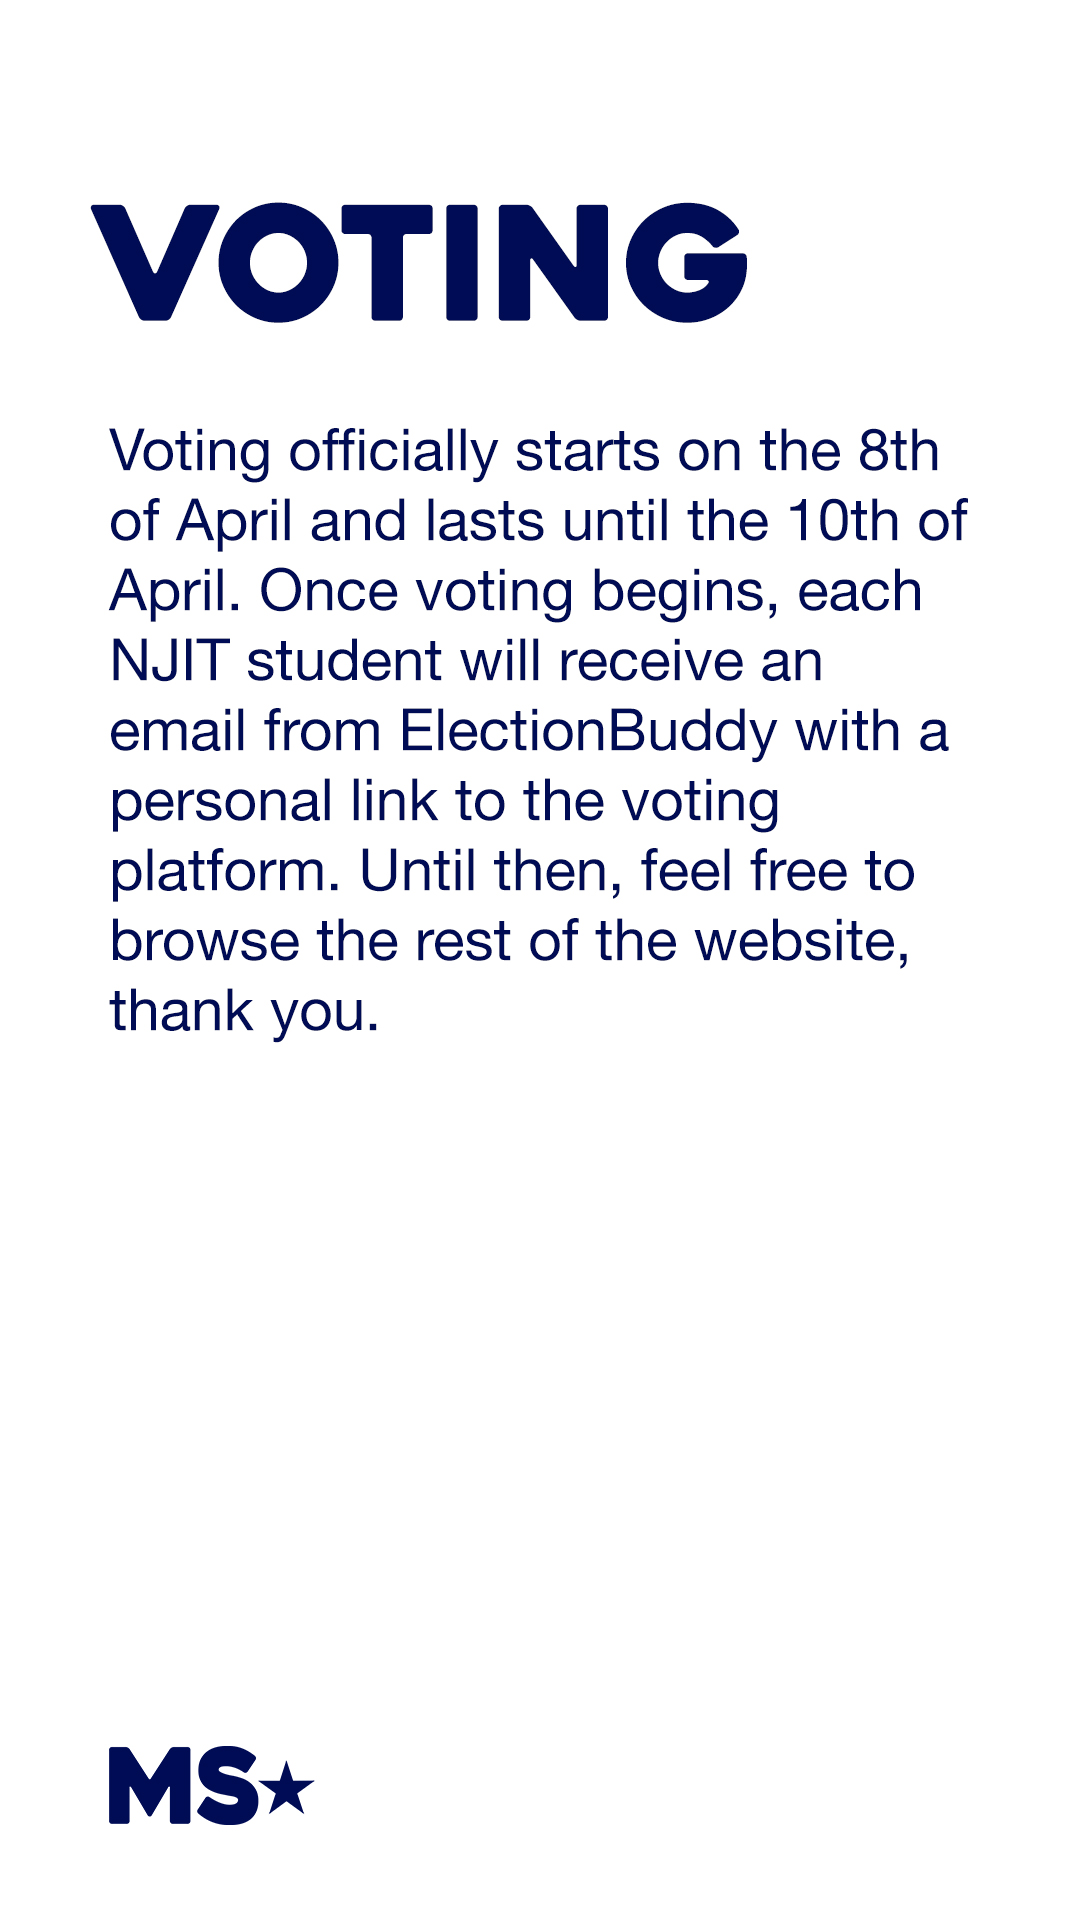 VOTING
Voting officially starts on the 8th
of April and lasts until the 10th of
April. Once voting begins, each
NJIT student will receive an
email from ElectionBuddy with a
personal link to the voting
platform. Until then, feel free to
browse the rest of the website,
thank you.
MS★